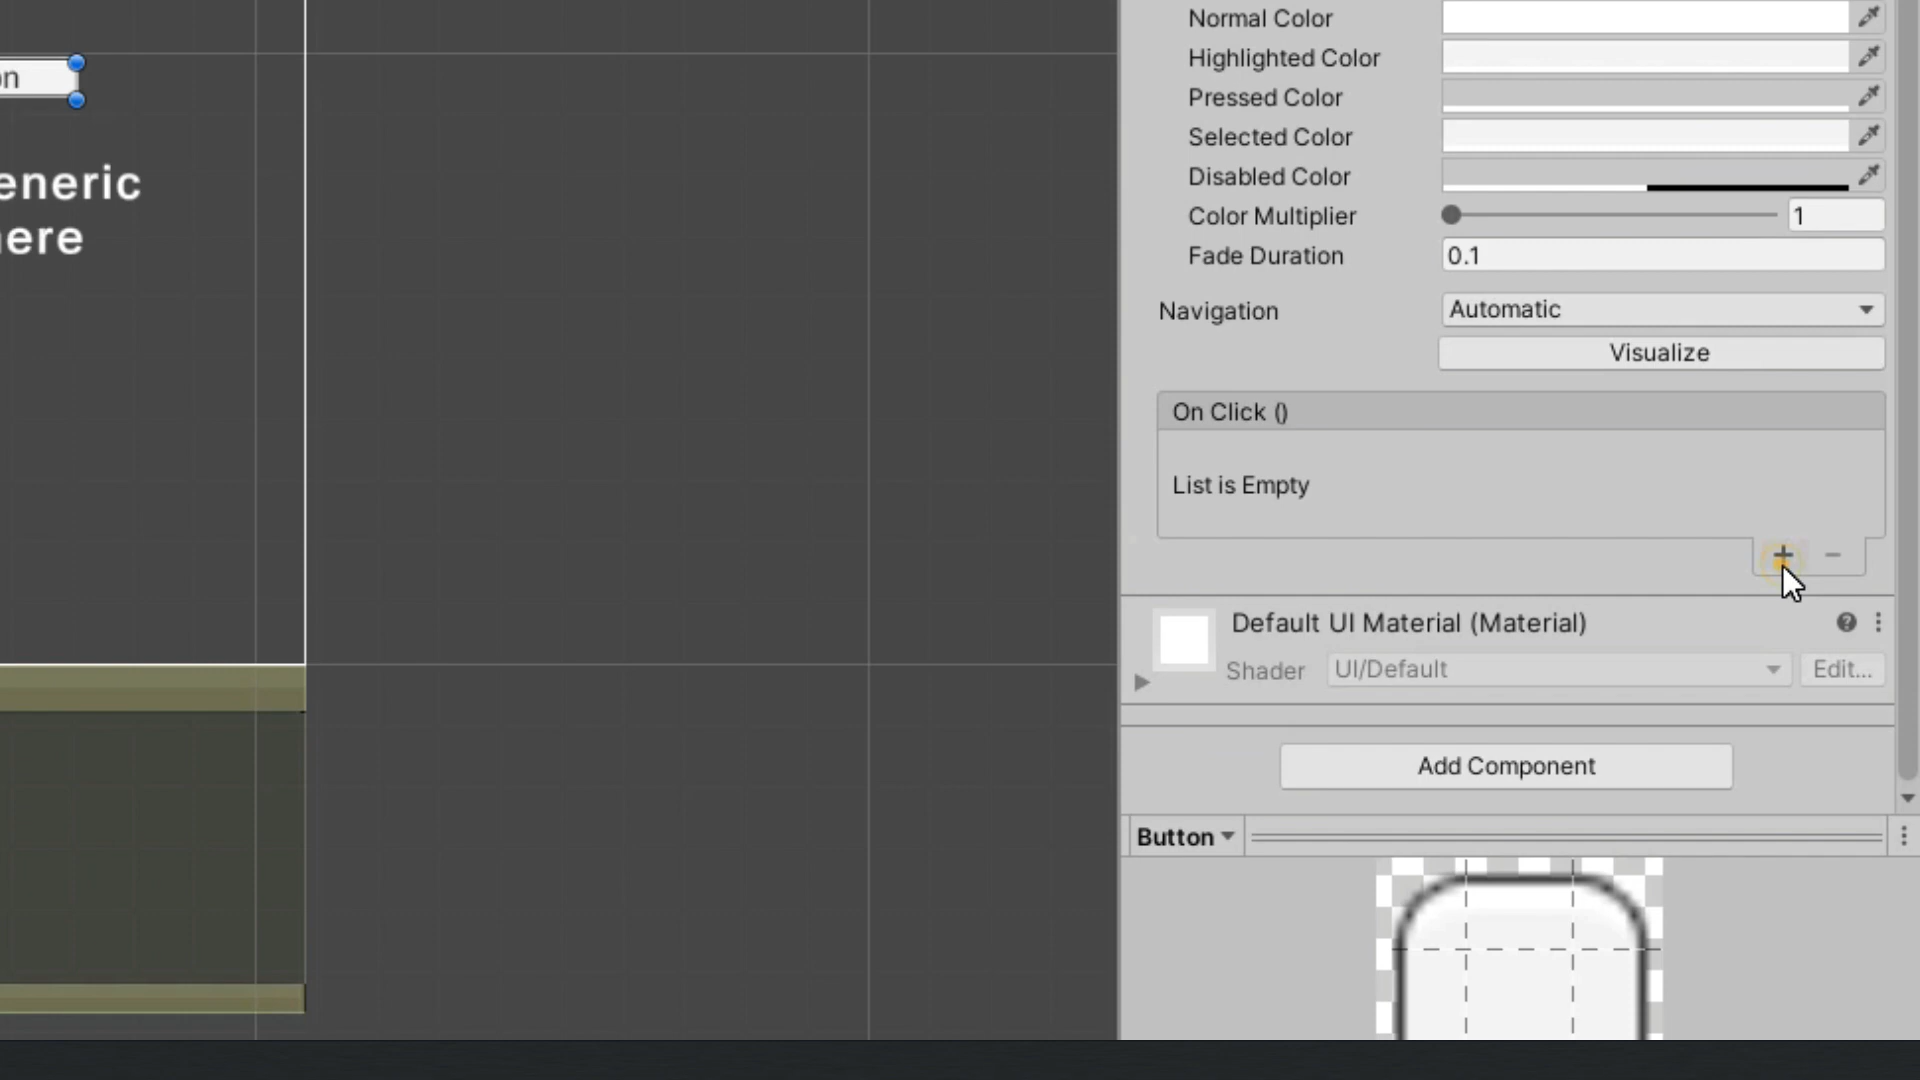 on
eneric
here
Normal Color
Highlighted Color
Pressed Color
Selected Color
Disabled Color
Color Multiplier 1
Fade Duration 0.1
Navigation Automatic
Visualize
On Click ()
List is Empty
Default UI Material (Material)
Shader UI/Default Edit...
Add Component
Button